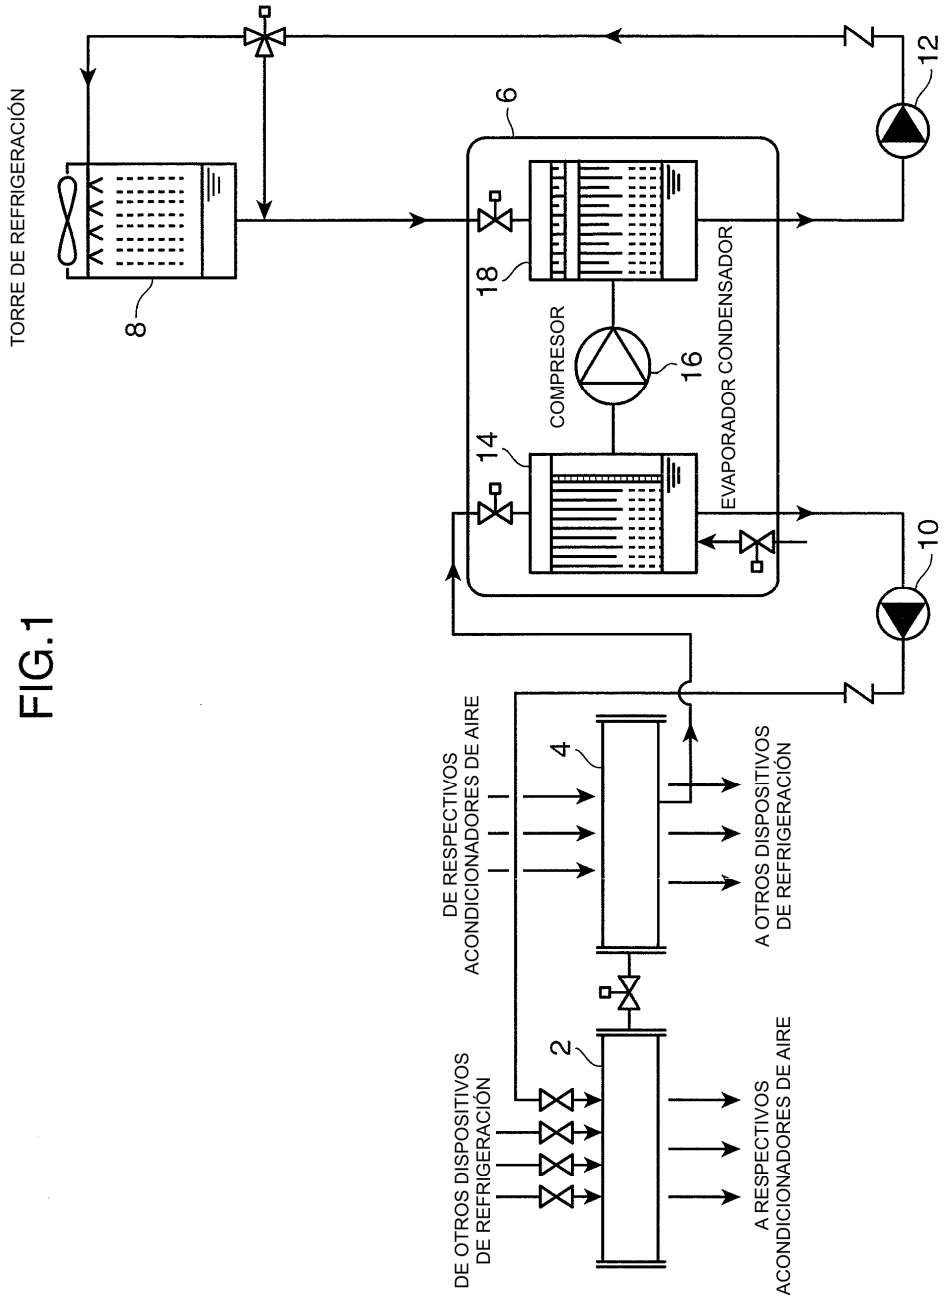 FIG.1
TORRE DE REFRIGERACIÓN
8
6
18
COMPRESOR
16
14
EVAPORADOR CONDENSADOR
12
10
DE RESPECTIVOS
ACONDICIONADORES DE AIRE
4
A OTROS DISPOSITIVOS
DE REFRIGERACIÓN
DE OTROS DISPOSITIVOS
DE REFRIGERACIÓN
2
A RESPECTIVOS
ACONDICIONADORES DE AIRE